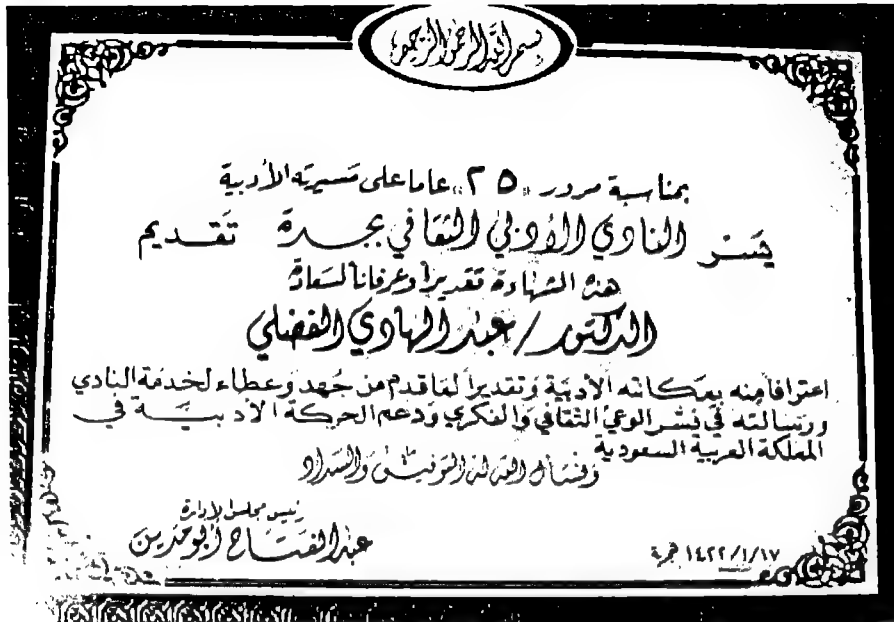 بسم الله الرحمن الرحيم
بمناسبة مرور «٢٥» عاما على مسيرته الأدبية
يسر النادي الأدبي الثقافي بجدة تقديم
هذه الشهادة تقديراً وعرفاناً لسعادة
الدكتور / عبد الهادي الفضلي
اعترافاً منه بمكانته الأدبية وتقديراً لما قدم من جهد وعطاء لخدمة النادي
ورسالته في نشر الوعي الثقافي والفكري ودعم الحركة الأدبية في
المملكة العربية السعودية
ونسأل الله له التوفيق والسداد
رئيس مجلس الإدارة
عبد الفتاح أبو مدين
١٤٢٢/١/١٧ هجرية